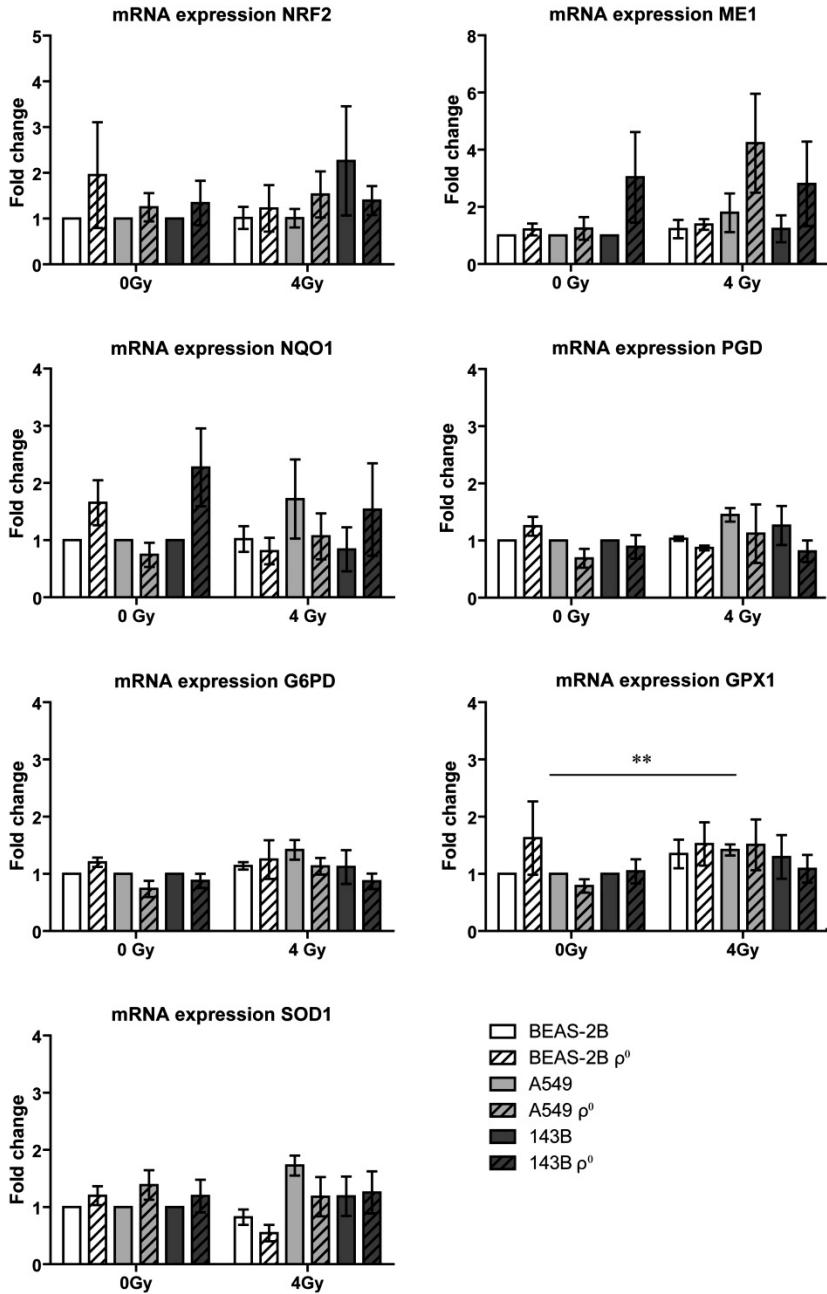 mRNA expression NRF2
Fold change
5
4
3
2
1
0
0Gy
4Gy
mRNA expression ME1
Fold change
8
6
4
2
0
0 Gy
4 Gy
mRNA expression NQO1
Fold change
4
3
2
1
0
0 Gy
4 Gy
mRNA expression PGD
Fold change
4
3
2
1
0
0 Gy
4 Gy
mRNA expression G6PD
Fold change
4
3
2
1
0
0 Gy
4 Gy
mRNA expression GPX1
Fold change
4
3
2
1
0
**
0Gy
4Gy
mRNA expression SOD1
Fold change
4
3
2
1
0
0Gy
4Gy
BEAS-2B
BEAS-2B ρ⁰
A549
A549 ρ⁰
143B
143B ρ⁰